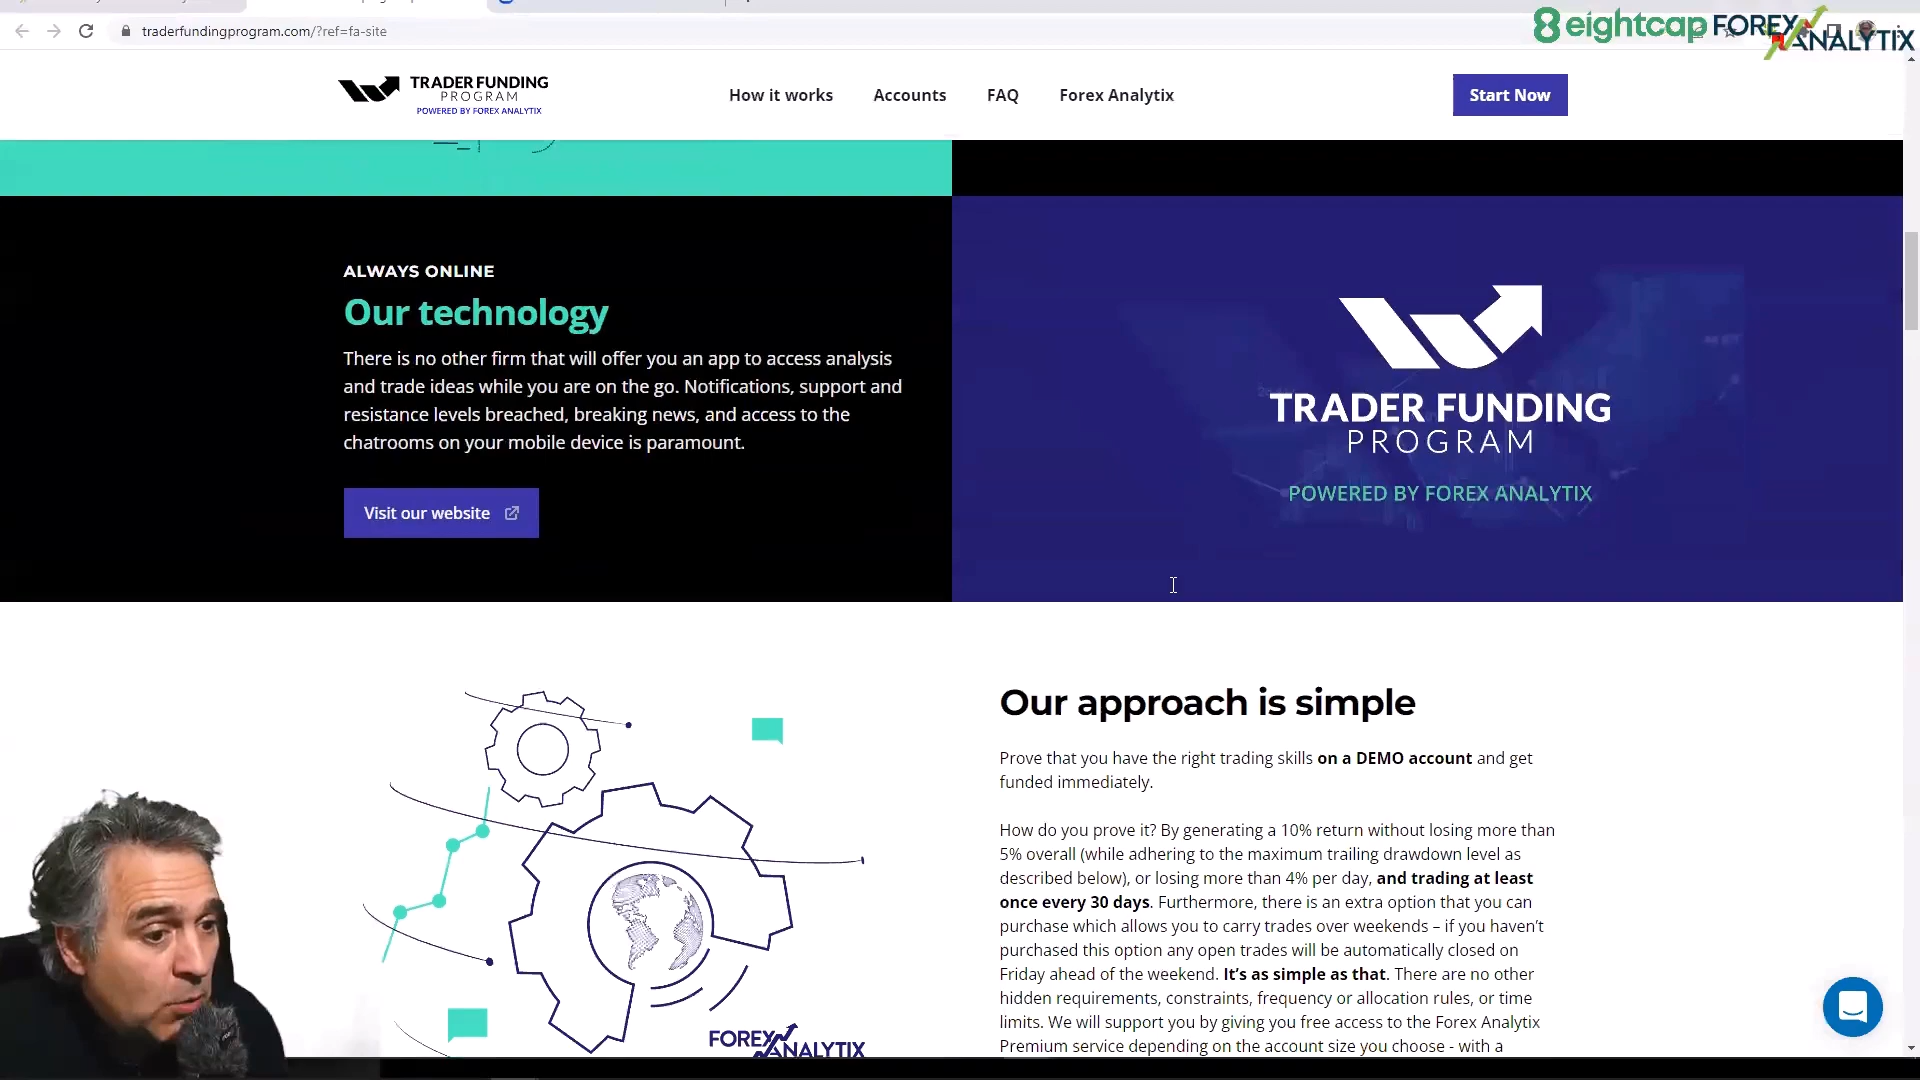 traderfundingprogram.com/?ref=fa-site
8 eightcap FOREX ANALYTIX
TRADER FUNDING
PROGRAM
POWERED BY FOREX ANALYTIX
How it works
Accounts
FAQ
Forex Analytix
Start Now
ALWAYS ONLINE
Our technology
There is no other firm that will offer you an app to access analysis
and trade ideas while you are on the go. Notifications, support and
resistance levels breached, breaking news, and access to the
chatrooms on your mobile device is paramount.
Visit our website
TRADER FUNDING
PROGRAM
POWERED BY FOREX ANALYTIX
Our approach is simple
Prove that you have the right trading skills on a DEMO account and get
funded immediately.
How do you prove it? By generating a 10% return without losing more than
5% overall (while adhering to the maximum trailing drawdown level as
described below), or losing more than 4% per day, and trading at least
once every 30 days. Furthermore, there is an extra option that you can
purchase which allows you to carry trades over weekends – if you haven’t
purchased this option any open trades will be automatically closed on
Friday ahead of the weekend. It’s as simple as that. There are no other
hidden requirements, constraints, frequency or allocation rules, or time
limits. We will support you by giving you free access to the Forex Analytix
Premium service depending on the account size you choose - with a
FOREX ANALYTIX